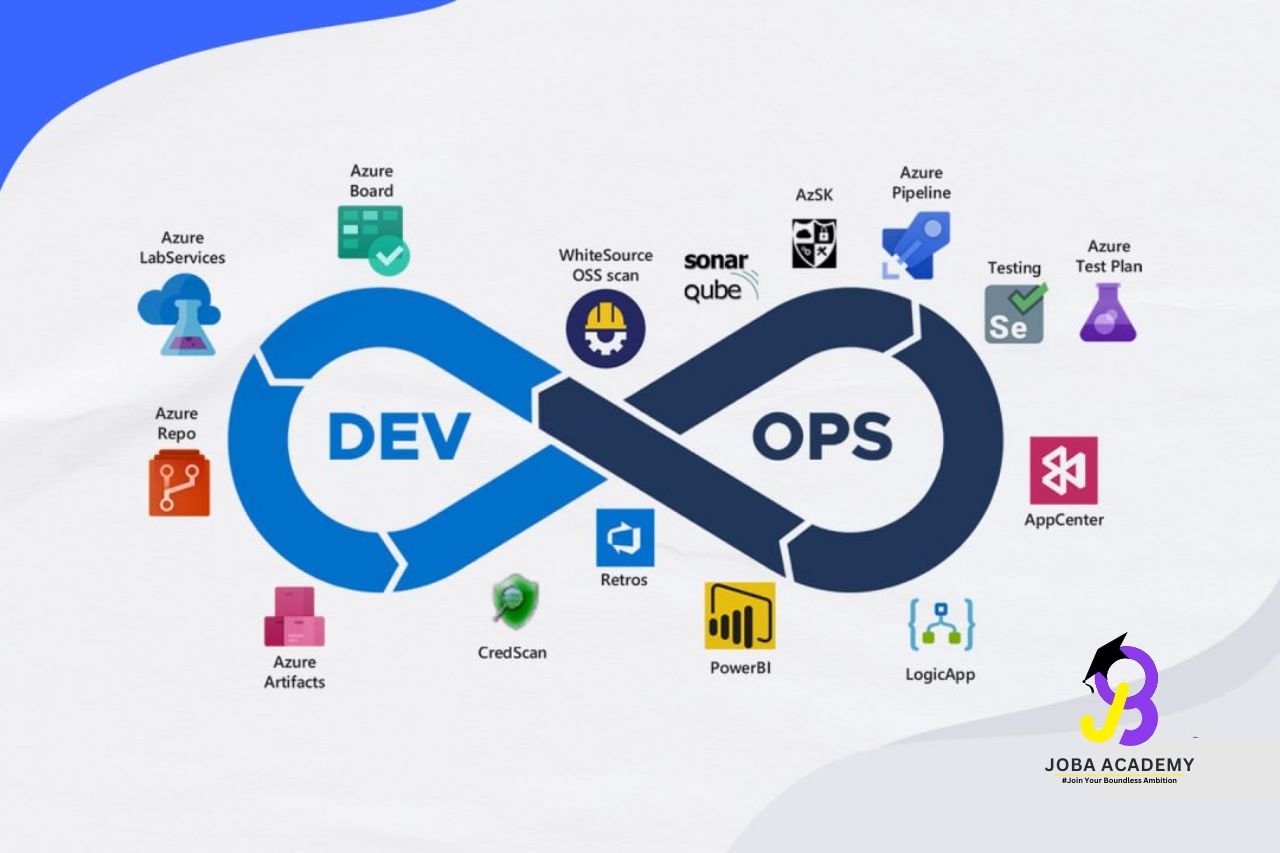 Azure
Board
Azure
LabServices
Azure
Repo
Azure
Artifacts
CredScan
DEV
WhiteSource
OSS scan
sonar
qube
AzSK
Azure
Pipeline
Testing
Se
Azure
Test Plan
OPS
AppCenter
Retros
PowerBI
LogicApp
JOBA ACADEMY
#Join Your Boundless Ambition